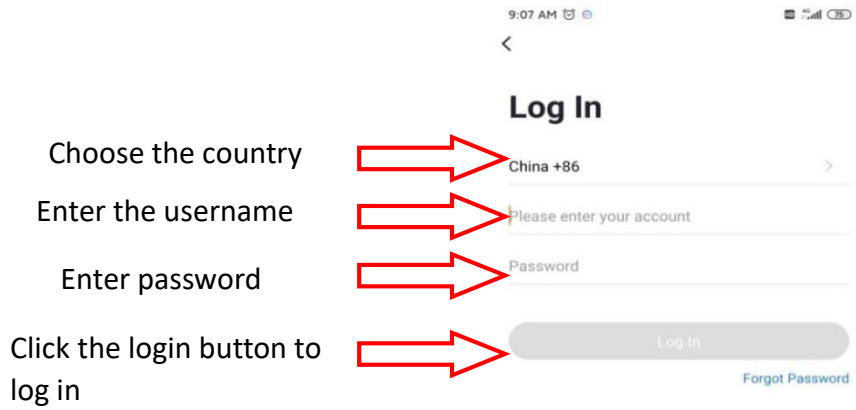 9:07 AM
75
Log In
Choose the country
China +86
Enter the username
Please enter your account
Enter password
Password
Click the login button to
log in
Log In
Forgot Password